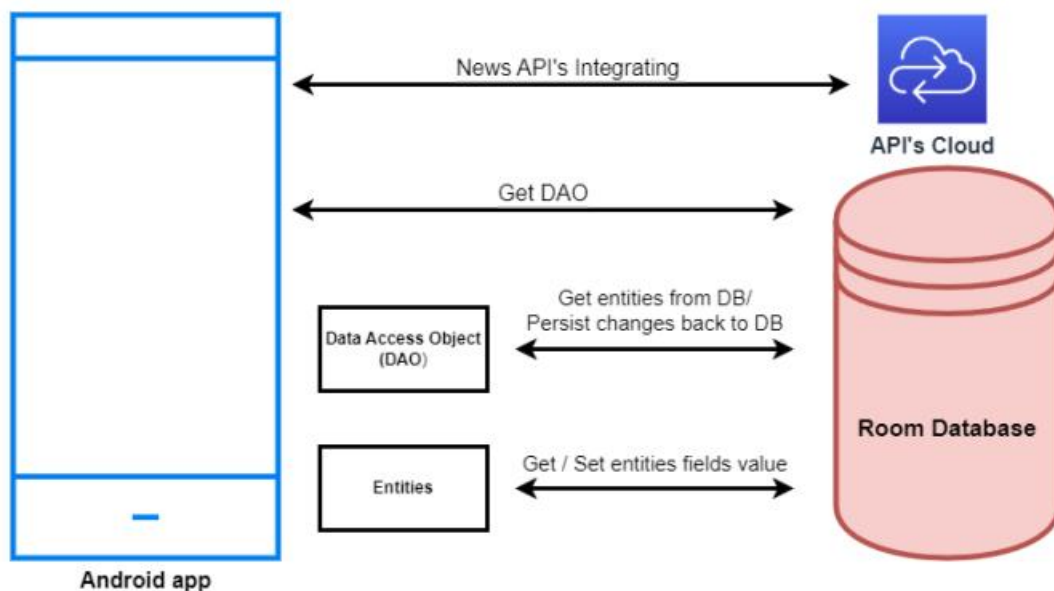 News API's Integrating
API's Cloud
Get DAO
Get entities from DB/
Persist changes back to DB
Data Access Object
(DAO)
Room Database
Get / Set entities fields value
Entities
Android app